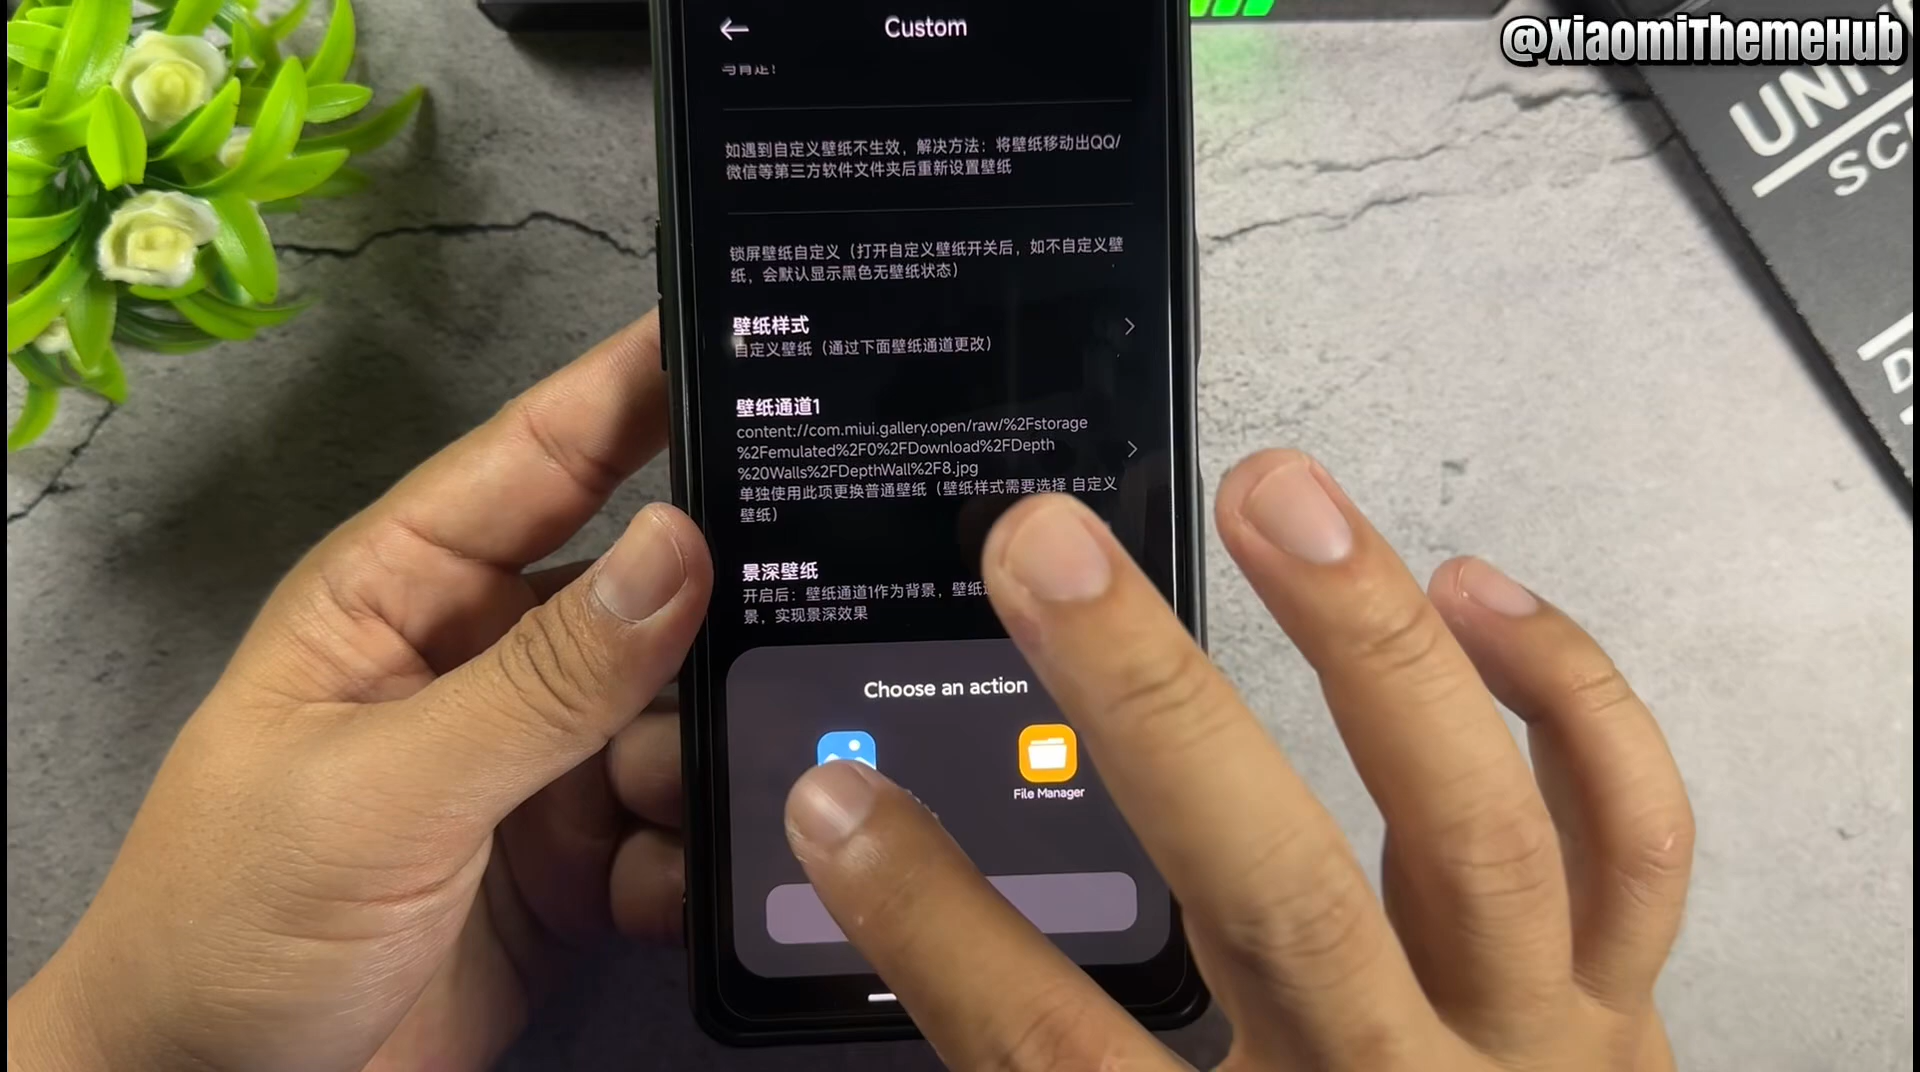 @XiaomiThemeHub
Custom
如遇到自定义壁纸不生效，解决方法：将壁纸移动出QQ/
微信等第三方软件文件夹后重新设置壁纸
锁屏壁纸自定义（打开自定义壁纸开关后，如不自定义壁
纸，会默认显示黑色无壁纸状态）
壁纸样式
自定义壁纸（通过下面壁纸通道更改）
壁纸通道1
content://com.miui.gallery.open/raw/%2Fstorage
%2Femulated%2F0%2FDownload%2FDepth
%20Walls%2FDepthWall%2F8.jpg
单独使用此项更换普通壁纸（壁纸样式需要选择 自定义
壁纸）
景深壁纸
开启后：壁纸通道1作为背景，壁纸
景，实现景深效果
Choose an action
File Manager